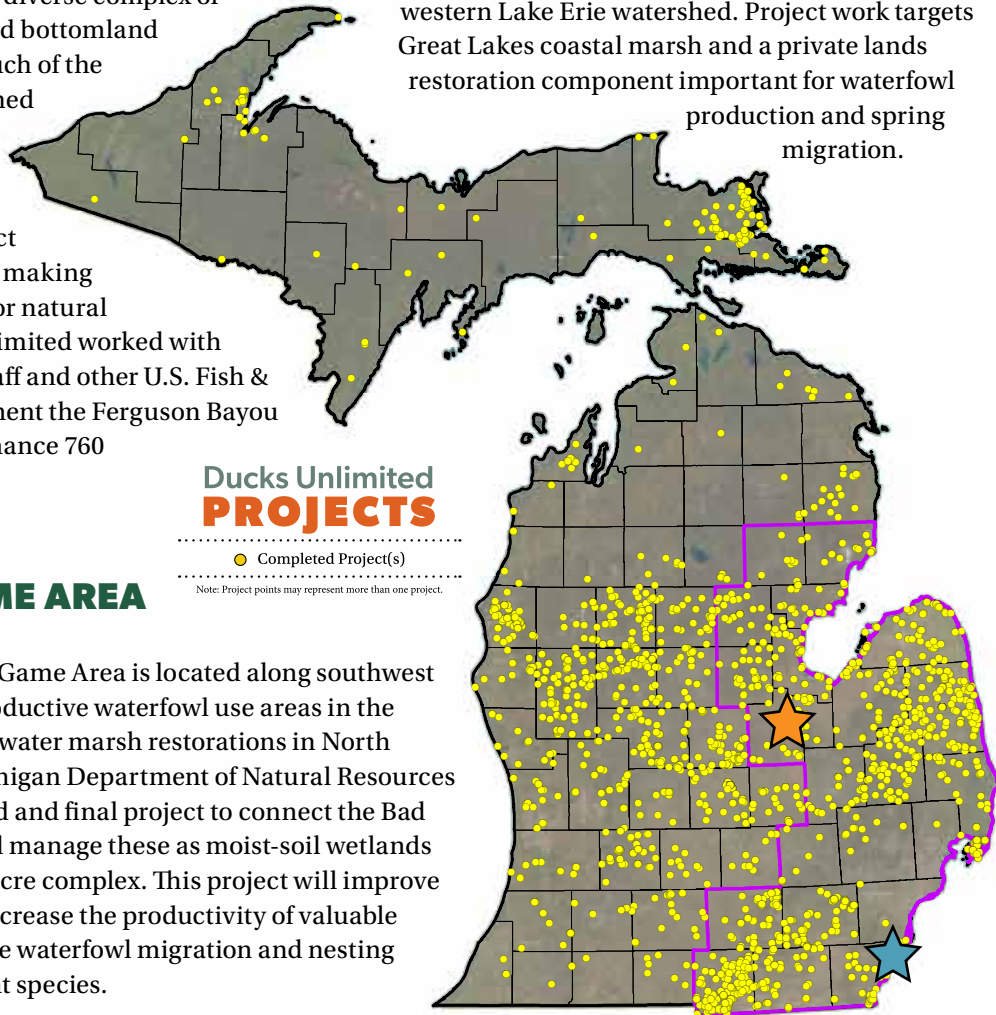 diverse complex of
d bottomland
uch of the
ned
ct
making
or natural
imited worked with
aff and other U.S. Fish &
ment the Ferguson Bayou
hance 760
western Lake Erie watershed. Project work targets
Great Lakes coastal marsh and a private lands
restoration component important for waterfowl
production and spring
migration.
Ducks Unlimited
PROJECTS
Completed Project(s)
Note: Project points may represent more than one project.
ME AREA
Game Area is located along southwest
oductive waterfowl use areas in the
water marsh restorations in North
higan Department of Natural Resources
d and final project to connect the Bad
l manage these as moist-soil wetlands
cre complex. This project will improve
crease the productivity of valuable
e waterfowl migration and nesting
t species.